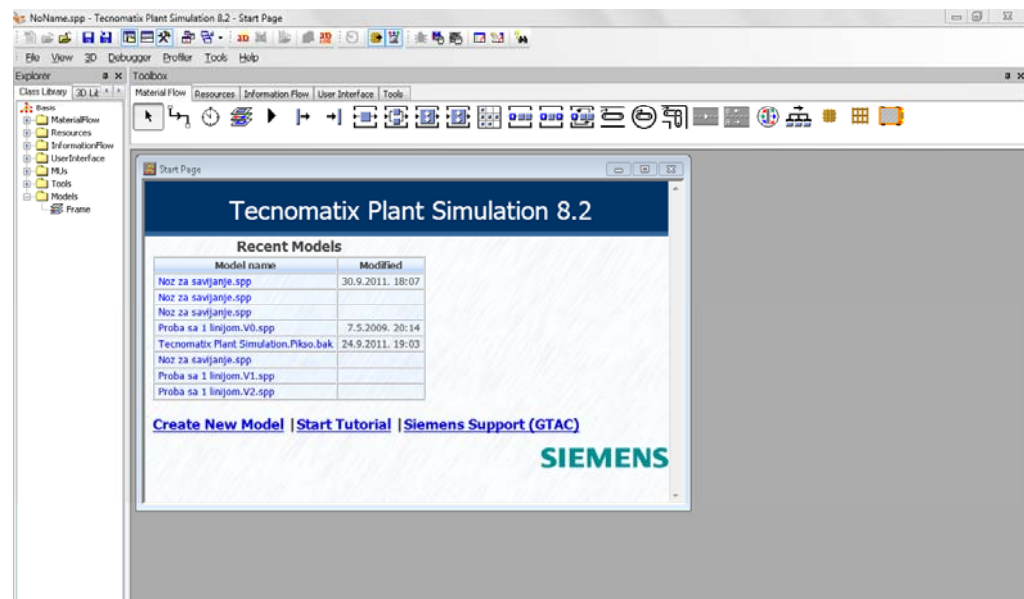 NoName.spp - Tecnomatix Plant Simulation 8.2 - Start Page
File View 3D Debugger Profiler Tools Help
Explorer
Toolbox
Class Library 3D Lit
Material Flow Resources Information Flow User Interface Tools
Basis
MaterialFlow
Resources
InformationFlow
UserInterface
MUs
Tools
Models
Frame
Start Page
Tecnomatix Plant Simulation 8.2
Recent Models
Model name Modified
Noz za savijanje.spp 30.9.2011. 18:07
Noz za savijanje.spp
Noz za savijanje.spp
Proba sa 1 linijom.V0.spp 7.5.2009. 20:14
Tecnomatix Plant Simulation.Pikso.bak 24.9.2011. 19:03
Noz za savijanje.spp
Proba sa 1 linijom.V1.spp
Proba sa 1 linijom.V2.spp
Create New Model |Start Tutorial |Siemens Support (GTAC)
SIEMENS